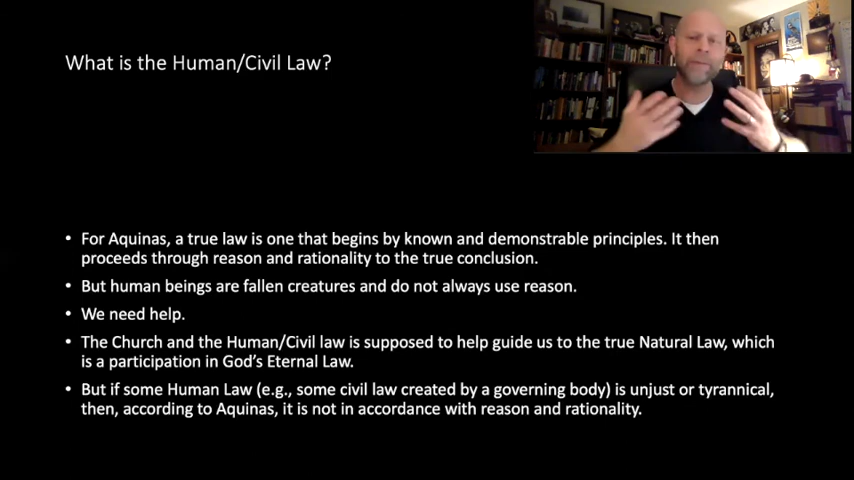 What is the Human/Civil Law?
• For Aquinas, a true law is one that begins by known and demonstrable principles. It then
proceeds through reason and rationality to the true conclusion.
• But human beings are fallen creatures and do not always use reason.
• We need help.
• The Church and the Human/Civil law is supposed to help guide us to the true Natural Law, which
is a participation in God's Eternal Law.
• But if some Human Law (e.g., some civil law created by a governing body) is unjust or tyrannical,
then, according to Aquinas, it is not in accordance with reason and rationality.